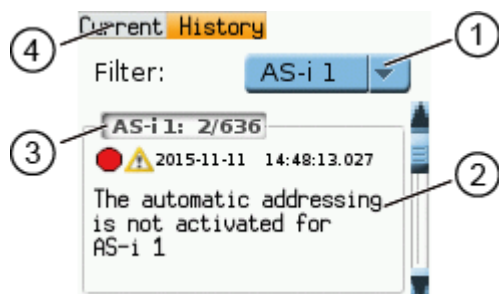 Current History
4
1
Filter: AS-i 1
AS-i 1: 2/636
3
2015-11-11 14:48:13.027
The automatic addressing
2
is not activated for
AS-i 1